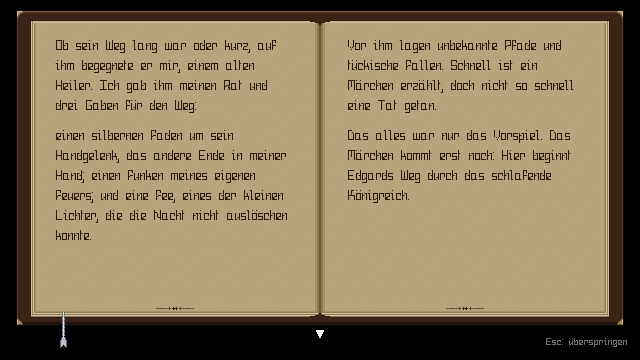 Ob sein Weg lang war oder kurz, auf
ihm begegnete er mir, einem alten
Heiler. Ich gab ihm meinen Rat und
drei Gaben für den Weg:
einen silbernen Faden um sein
Handgelenk, das andere Ende in meiner
Hand; einen Funken meines eigenen
Feuers; und eine Fee, eines der kleinen
Lichter, die die Nacht nicht auslöschen
konnte.
Vor ihm lagen unbekannte Pfade und
tückische Fallen. Schnell ist ein
Märchen erzählt, doch nicht so schnell
eine Tat getan.
Das alles war nur das Vorspiel. Das
Märchen kommt erst noch: Hier beginnt
Edgards Weg durch das schlafende
Königreich.
Esc: überspringen